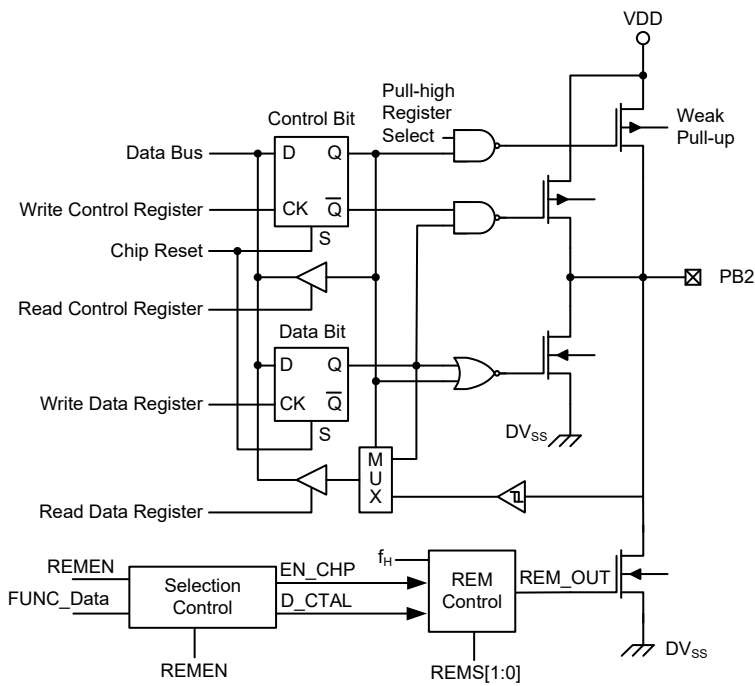 VDD
Pull-high
Register
Select
Control Bit
Weak
Pull-up
Data Bus
D
Q
Write Control Register
CK
Q
Chip Reset
S
PB2
Read Control Register
Data Bit
D
Q
Write Data Register
CK
Q
S
DVSS
M
U
X
Read Data Register
REMEN
FUNC_Data
Selection
Control
EN_CHP
D_CTAL
REMEN
fH
REM
Control
REM_OUT
REMS[1:0]
DVSS